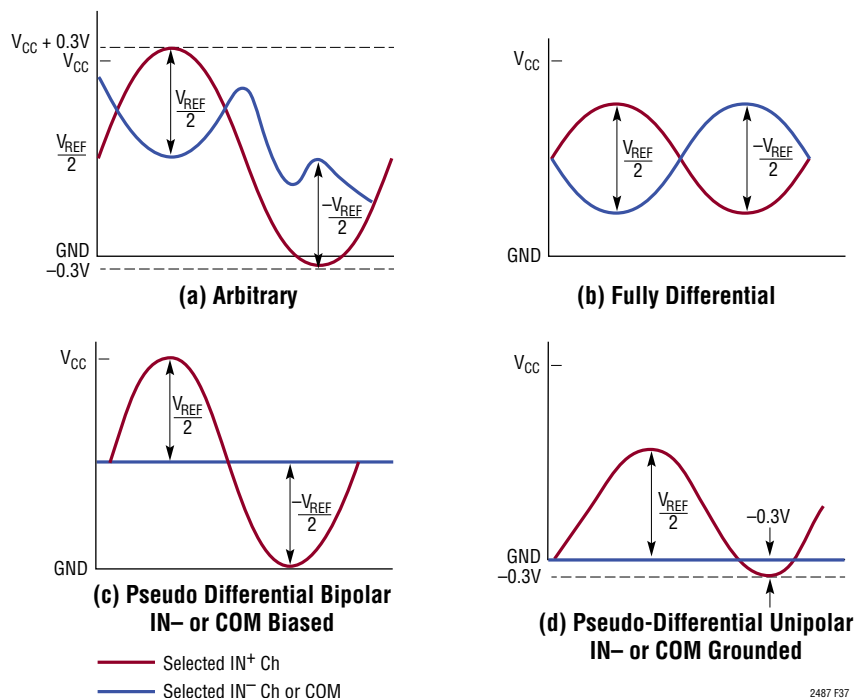 VCC + 0.3V
VCC
VREF
2
VREF
2
–VREF
2
GND
–0.3V
(a) Arbitrary
VCC
VREF
2
–VREF
2
GND
(b) Fully Differential
VCC
VREF
2
–VREF
2
GND
(c) Pseudo Differential Bipolar
IN– or COM Biased
VCC
VREF
2
–0.3V
GND
–0.3V
(d) Pseudo-Differential Unipolar
IN– or COM Grounded
Selected IN+ Ch
Selected IN– Ch or COM
2487 F37